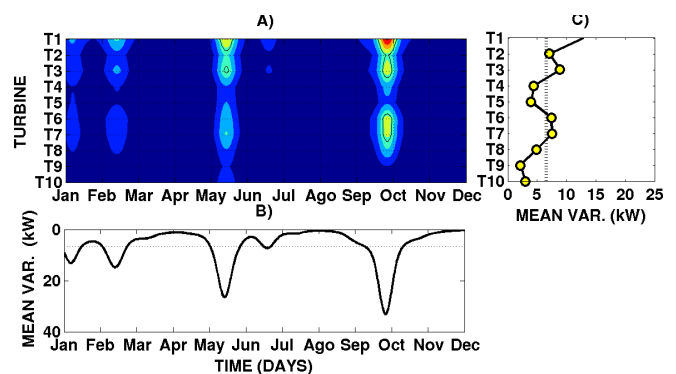 A)
TURBINE
T1
T2
T3
T4
T5
T6
T7
T8
T9
T10
Jan Feb Mar Apr May Jun Jul Ago Sep Oct Nov Dec
C)
T1
T2
T3
T4
T5
T6
T7
T8
T9
T10
0 5 10 15 20 25
MEAN VAR. (kW)
B)
MEAN VAR. (kW)
0
20
40
Jan Feb Mar Apr May Jun Jul Ago Sep Oct Nov Dec
TIME (DAYS)